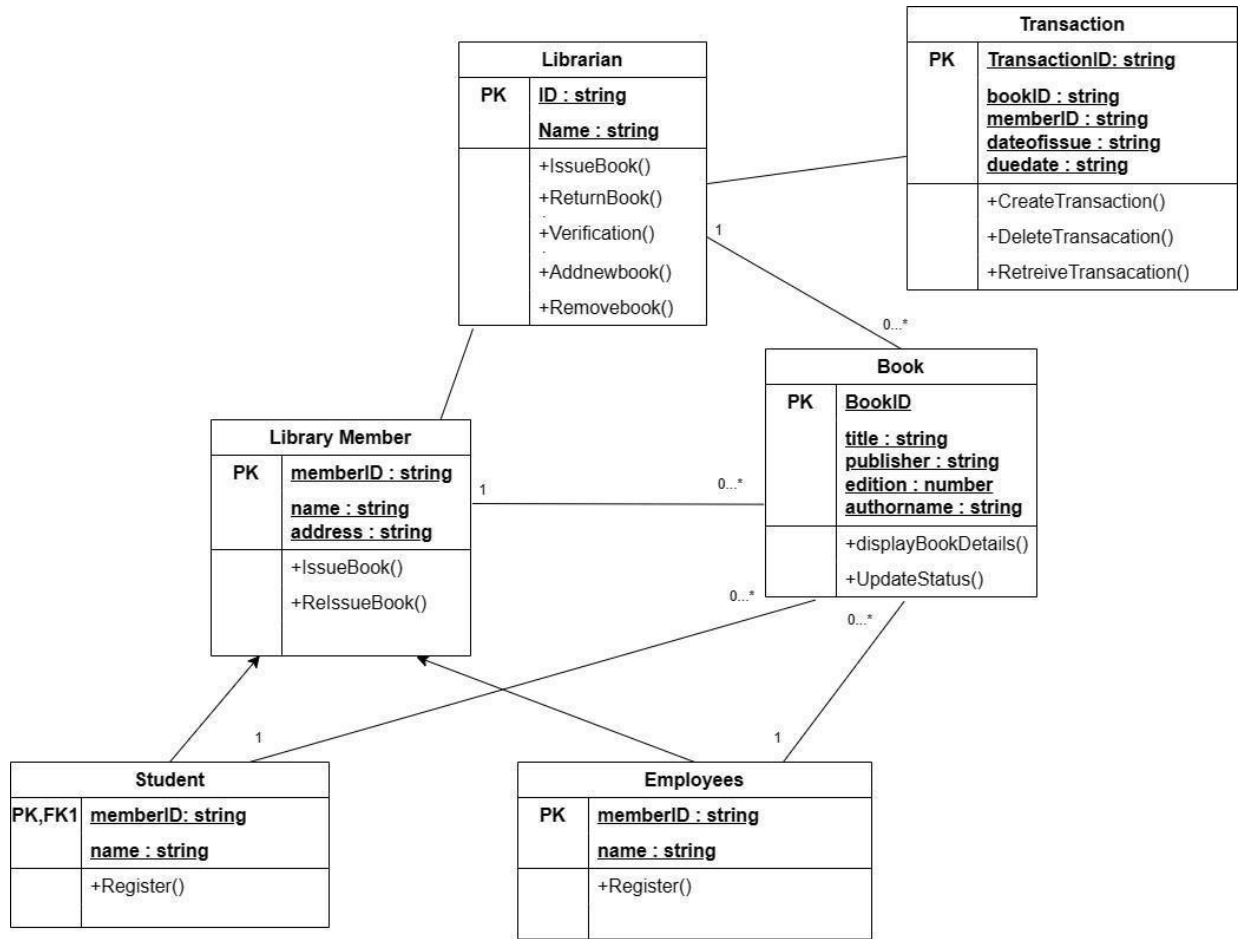 Transaction
PK TransactionID: string
bookID : string
memberID : string
dateofissue : string
duedate : string
+CreateTransaction()
+DeleteTransacation()
+RetreiveTransacation()
Librarian
PK ID : string
Name : string
+IssueBook()
+ReturnBook()
+Verification()
+Addnewbook()
+Removebook()
1
0...*
Book
PK BookID
title : string
publisher : string
edition : number
authorname : string
+displayBookDetails()
+UpdateStatus()
Library Member
PK memberID : string
name : string
address : string
+IssueBook()
+ReIssueBook()
1
0...*
0...*
0...*
1
1
Student
PK,FK1 memberID: string
name : string
+Register()
Employees
PK memberID : string
name : string
+Register()